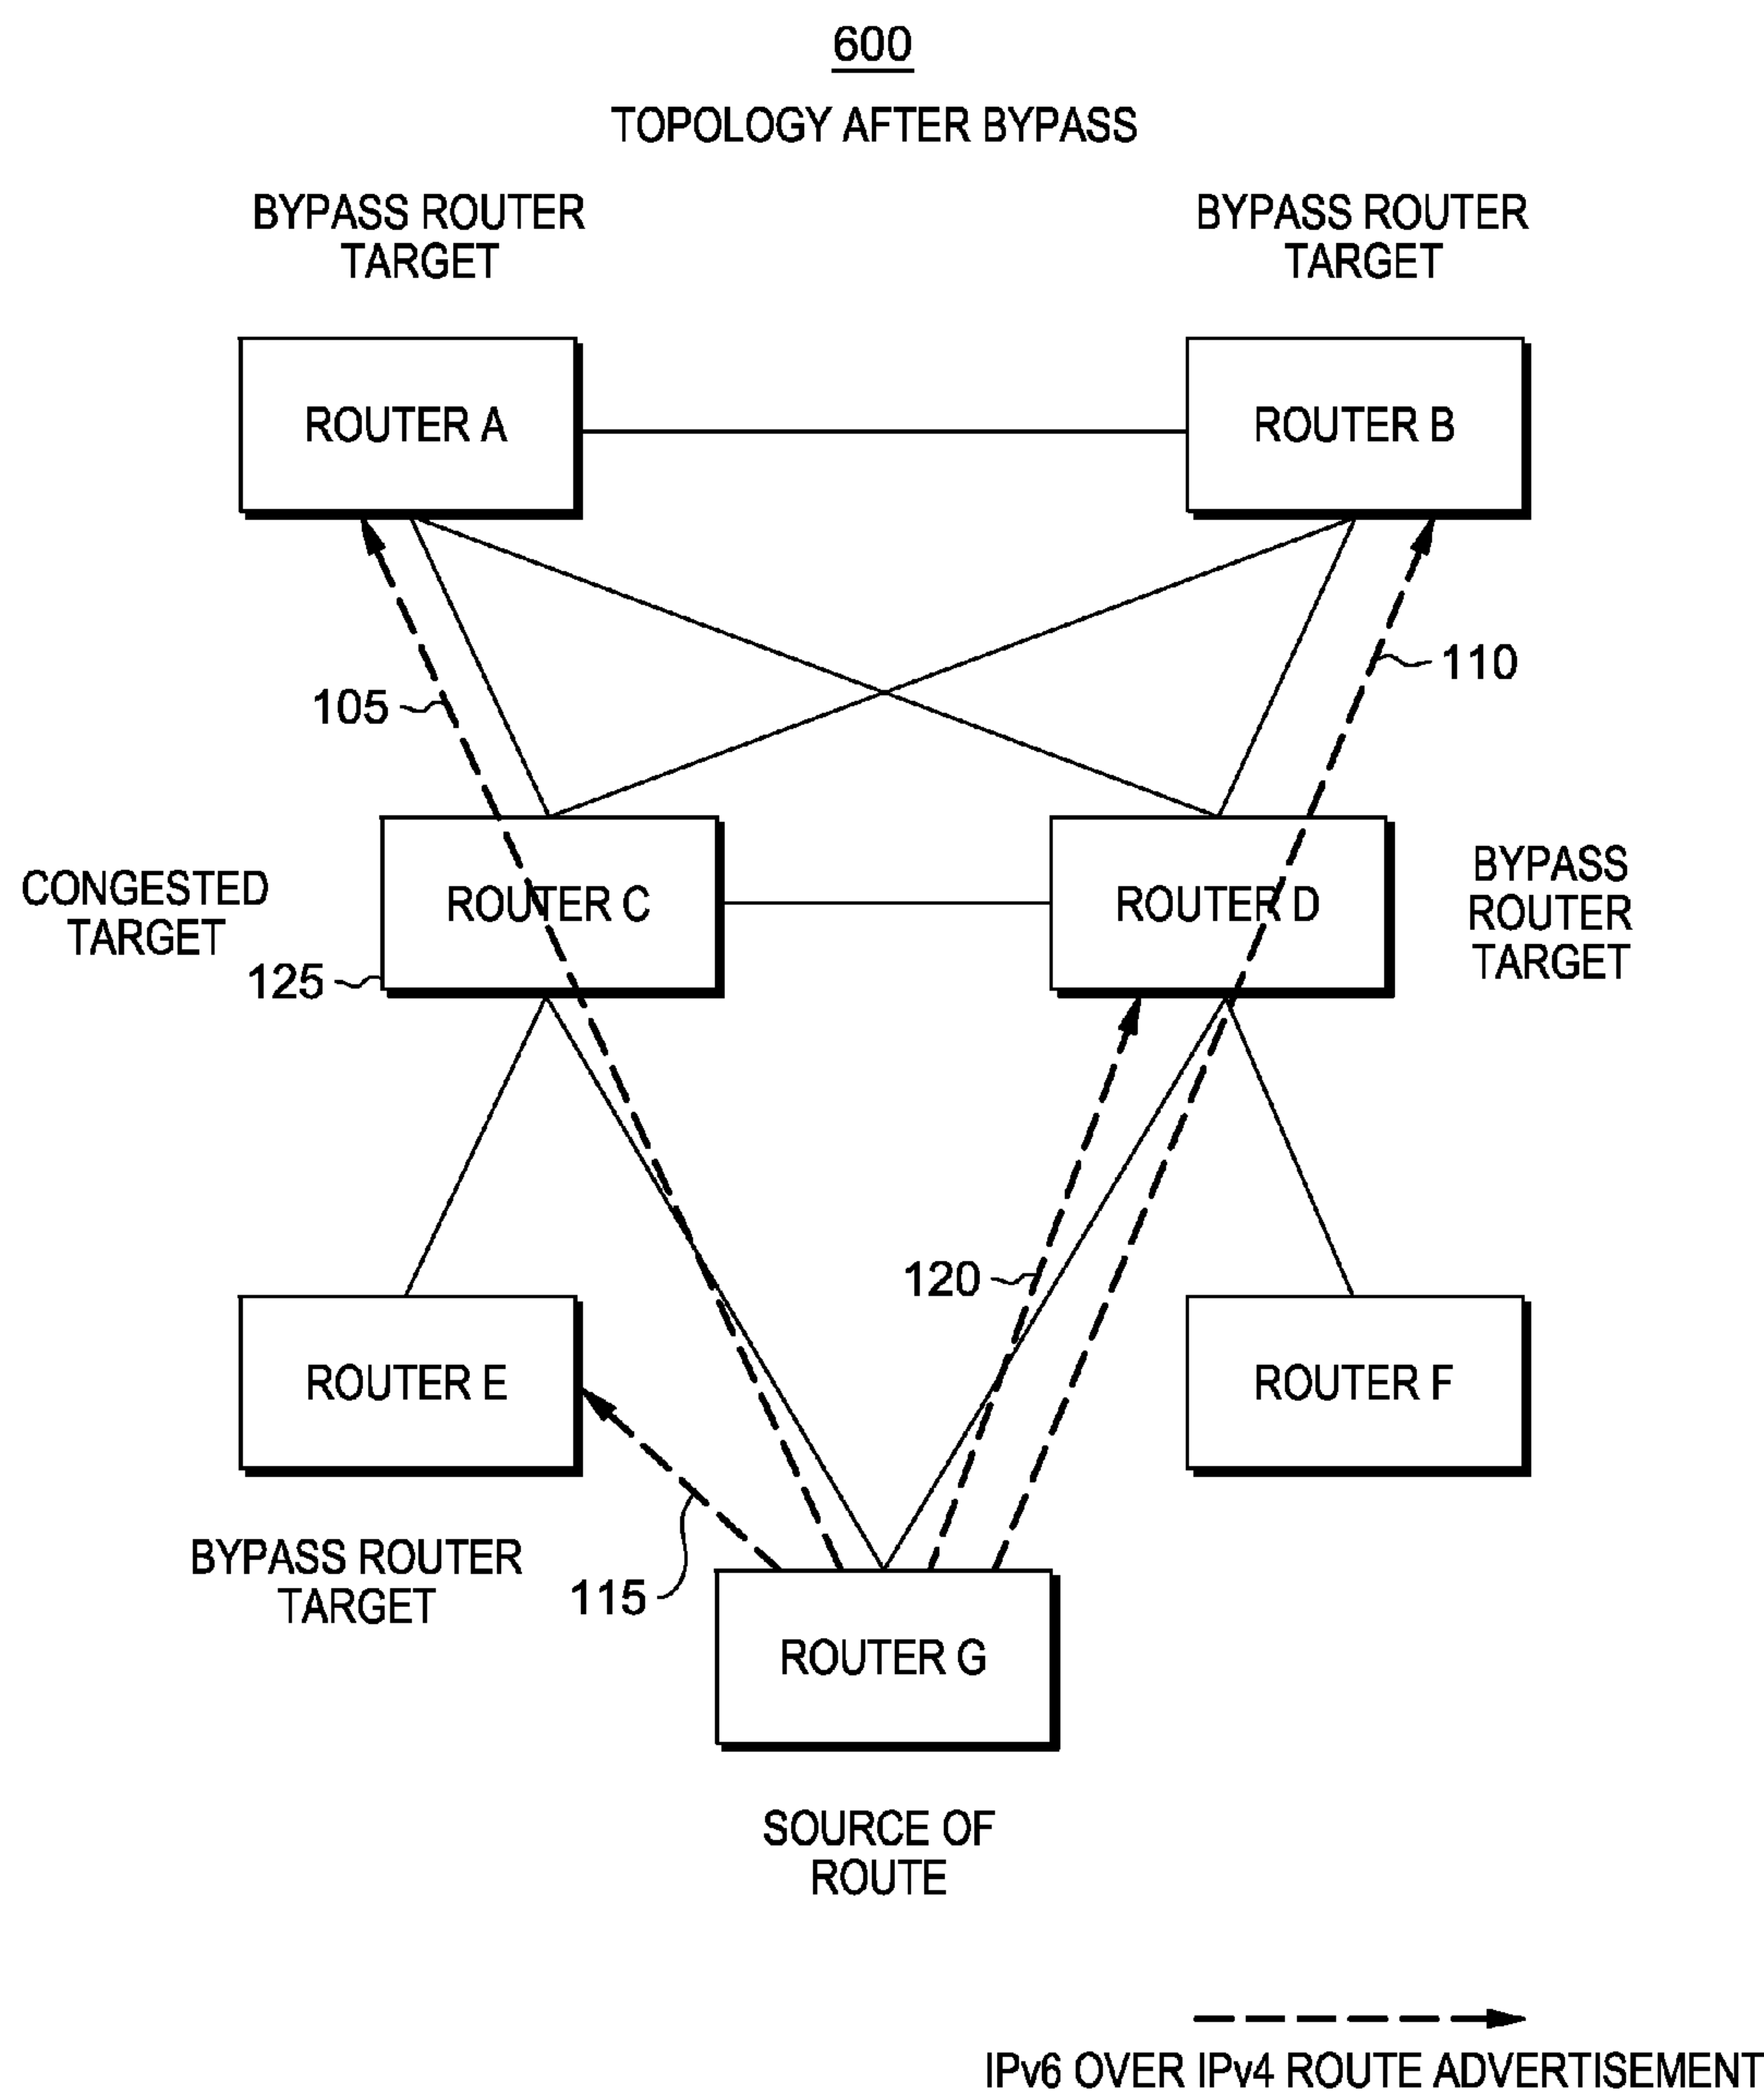 600
TOPOLOGY AFTER BYPASS
BYPASS ROUTER
TARGET
BYPASS ROUTER
TARGET
ROUTER A
ROUTER B
110
105
CONGESTED
TARGET
125
ROUTER C
ROUTER D
BYPASS
ROUTER
TARGET
120
ROUTER E
ROUTER F
BYPASS ROUTER
TARGET
115
ROUTER G
SOURCE OF
ROUTE
IPv6 OVER IPv4 ROUTE ADVERTISEMENT